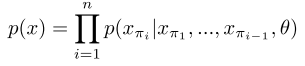 p(x) = \prod_{i=1}^{n} p(x_{\pi_i} | x_{\pi_1}, ..., x_{\pi_{i-1}}, \theta)